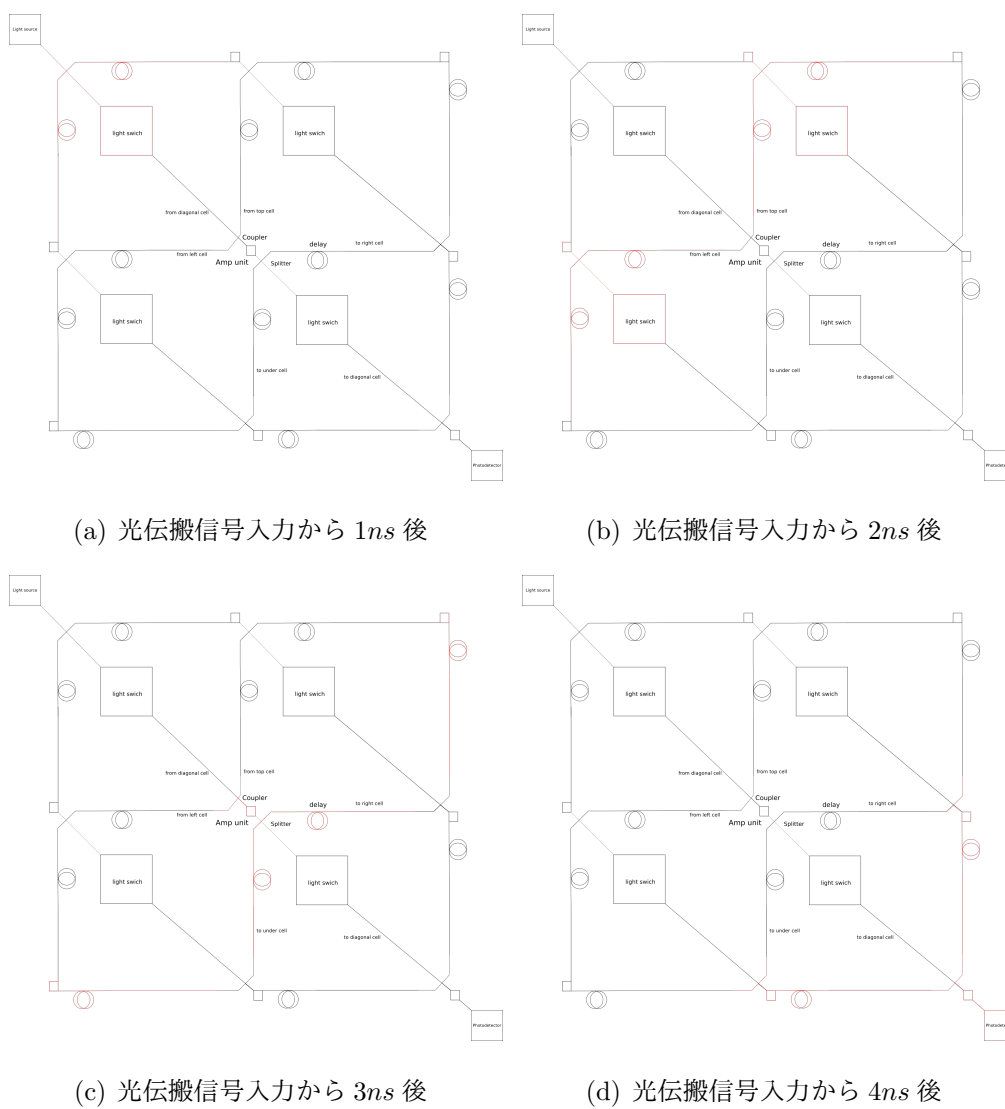 Light source
light swich
light swich
from diagonal cell
from top cell
Coupler
delay
to right cell
from left cell
Amp unit
Splitter
light swich
light swich
to under cell
to diagonal cell
Photodetector
(a) 光伝搬信号入力から 1ns 後
Light source
light swich
light swich
from diagonal cell
from top cell
Coupler
delay
to right cell
from left cell
Amp unit
Splitter
light swich
light swich
to under cell
to diagonal cell
Photodete
(b) 光伝搬信号入力から 2ns 後
Light source
light swich
light swich
from diagonal cell
from top cell
Coupler
delay
to right cell
from left cell
Amp unit
Splitter
light swich
light swich
to under cell
to diagonal cell
Photodetector
(c) 光伝搬信号入力から 3ns 後
Light source
light swich
light swich
from diagonal cell
from top cell
Coupler
delay
to right cell
from left cell
Amp unit
Splitter
light swich
light swich
to under cell
to diagonal cell
Photodete
(d) 光伝搬信号入力から 4ns 後